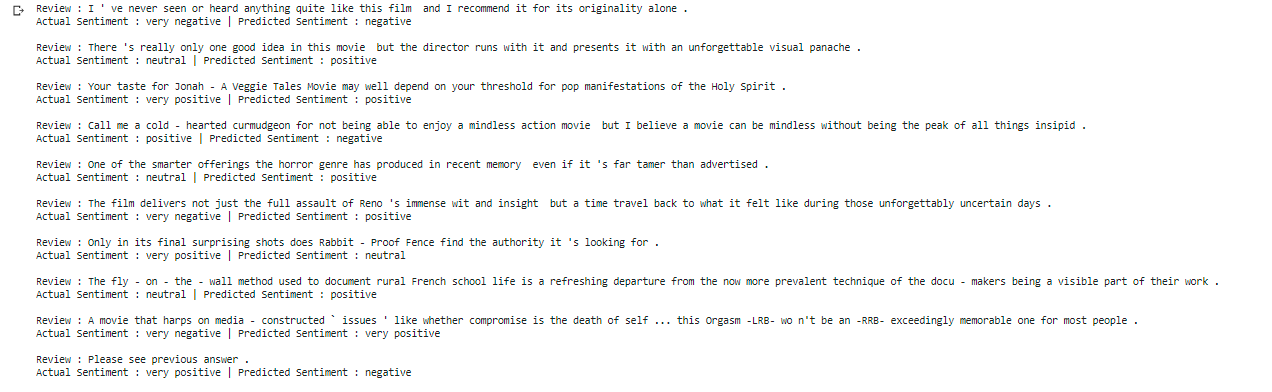 Review : I ' ve never seen or heard anything quite like this film  and I recommend it for its originality alone .
Actual Sentiment : very negative | Predicted Sentiment : negative
Review : There 's really only one good idea in this movie  but the director runs with it and presents it with an unforgettable visual panache .
Actual Sentiment : neutral | Predicted Sentiment : positive
Review : Your taste for Jonah - A Veggie Tales Movie may well depend on your threshold for pop manifestations of the Holy Spirit .
Actual Sentiment : very positive | Predicted Sentiment : positive
Review : Call me a cold - hearted curmudgeon for not being able to enjoy a mindless action movie  but I believe a movie can be mindless without being the peak of all things insipid .
Actual Sentiment : positive | Predicted Sentiment : negative
Review : One of the smarter offerings the horror genre has produced in recent memory  even if it 's far tamer than advertised .
Actual Sentiment : neutral | Predicted Sentiment : positive
Review : The film delivers not just the full assault of Reno 's immense wit and insight  but a time travel back to what it felt like during those unforgettably uncertain days .
Actual Sentiment : very negative | Predicted Sentiment : positive
Review : Only in its final surprising shots does Rabbit - Proof Fence find the authority it 's looking for .
Actual Sentiment : very positive | Predicted Sentiment : neutral
Review : The fly - on - the - wall method used to document rural French school life is a refreshing departure from the now more prevalent technique of the docu - makers being a visible part of their work .
Actual Sentiment : neutral | Predicted Sentiment : positive
Review : A movie that harps on media - constructed ` issues ' like whether compromise is the death of self ... this Orgasm -LRB- wo n't be an -RRB- exceedingly memorable one for most people .
Actual Sentiment : very negative | Predicted Sentiment : very positive
Review : Please see previous answer .
Actual Sentiment : very positive | Predicted Sentiment : negative